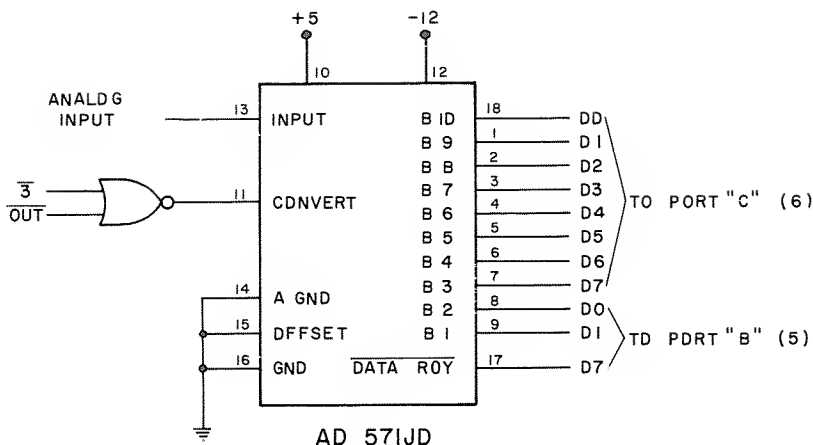 +5
-12
10
12
ANALDG
INPUT
13
INPUT
3
OUT
11
CDNVERT
14
A GND
15
DFFSET
16
GND
B 1D
18
DD
B 9
1
D1
B B
2
D2
B 7
3
D3
B 6
4
D4
B 5
5
D5
B 4
6
D6
B 3
7
D7
B 2
8
D0
B 1
9
D1
DATA ROY
17
D7
TO PORT "C" (6)
TD PDRT "B" (5)
AD 571JD